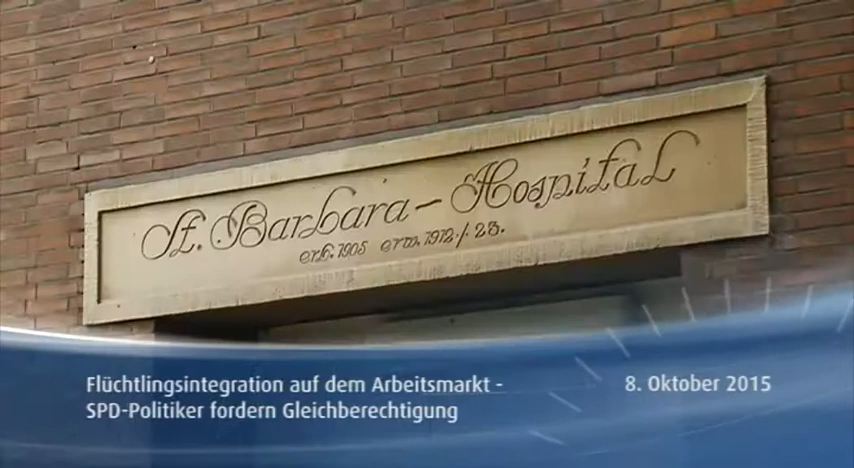 St. Barbara-Hospital
erb. 1905 erw. 1912/23.
Flüchtlingsintegration auf dem Arbeitsmarkt -
SPD-Politiker fordern Gleichberechtigung
8. Oktober 2015